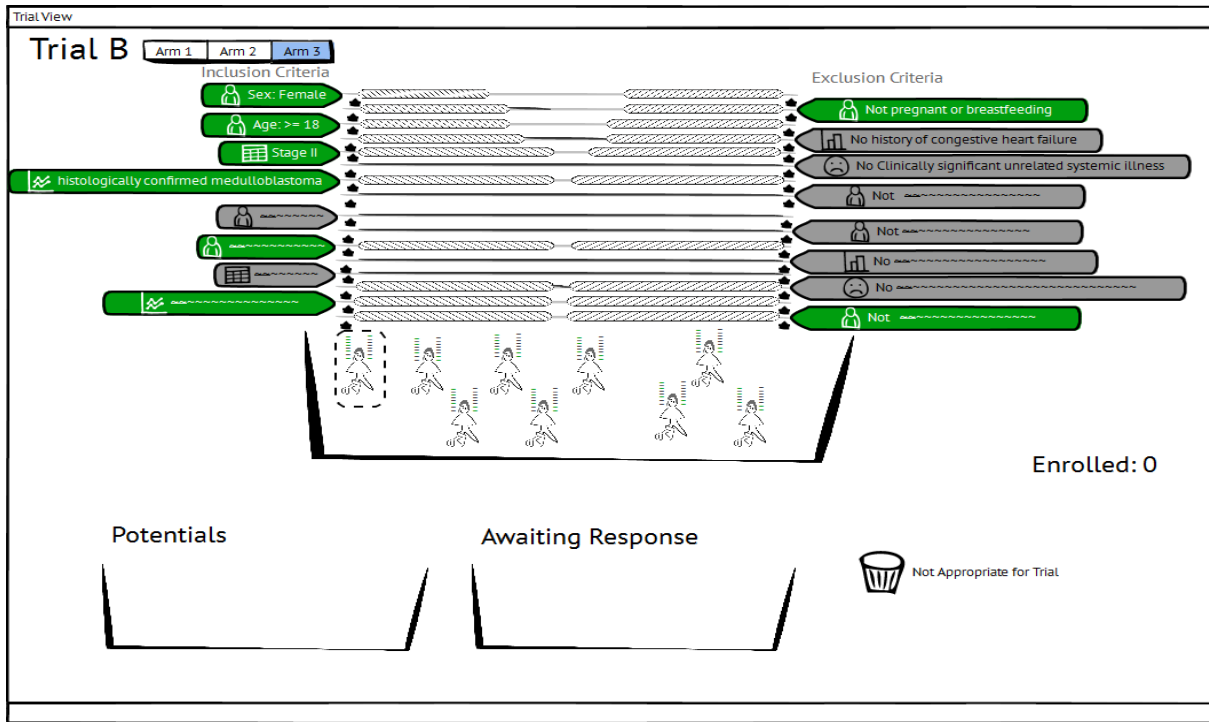 Trial View
Trial B
Arm 1
Arm 2
Arm 3
Inclusion Criteria
Exclusion Criteria
Sex: Female
Not pregnant or breastfeeding
Age: >= 18
No history of congestive heart failure
Stage II
No Clinically significant unrelated systemic illness
histologically confirmed medulloblastoma
Not
Not
No
No
Not
Enrolled: 0
Potentials
Awaiting Response
Not Appropriate for Trial